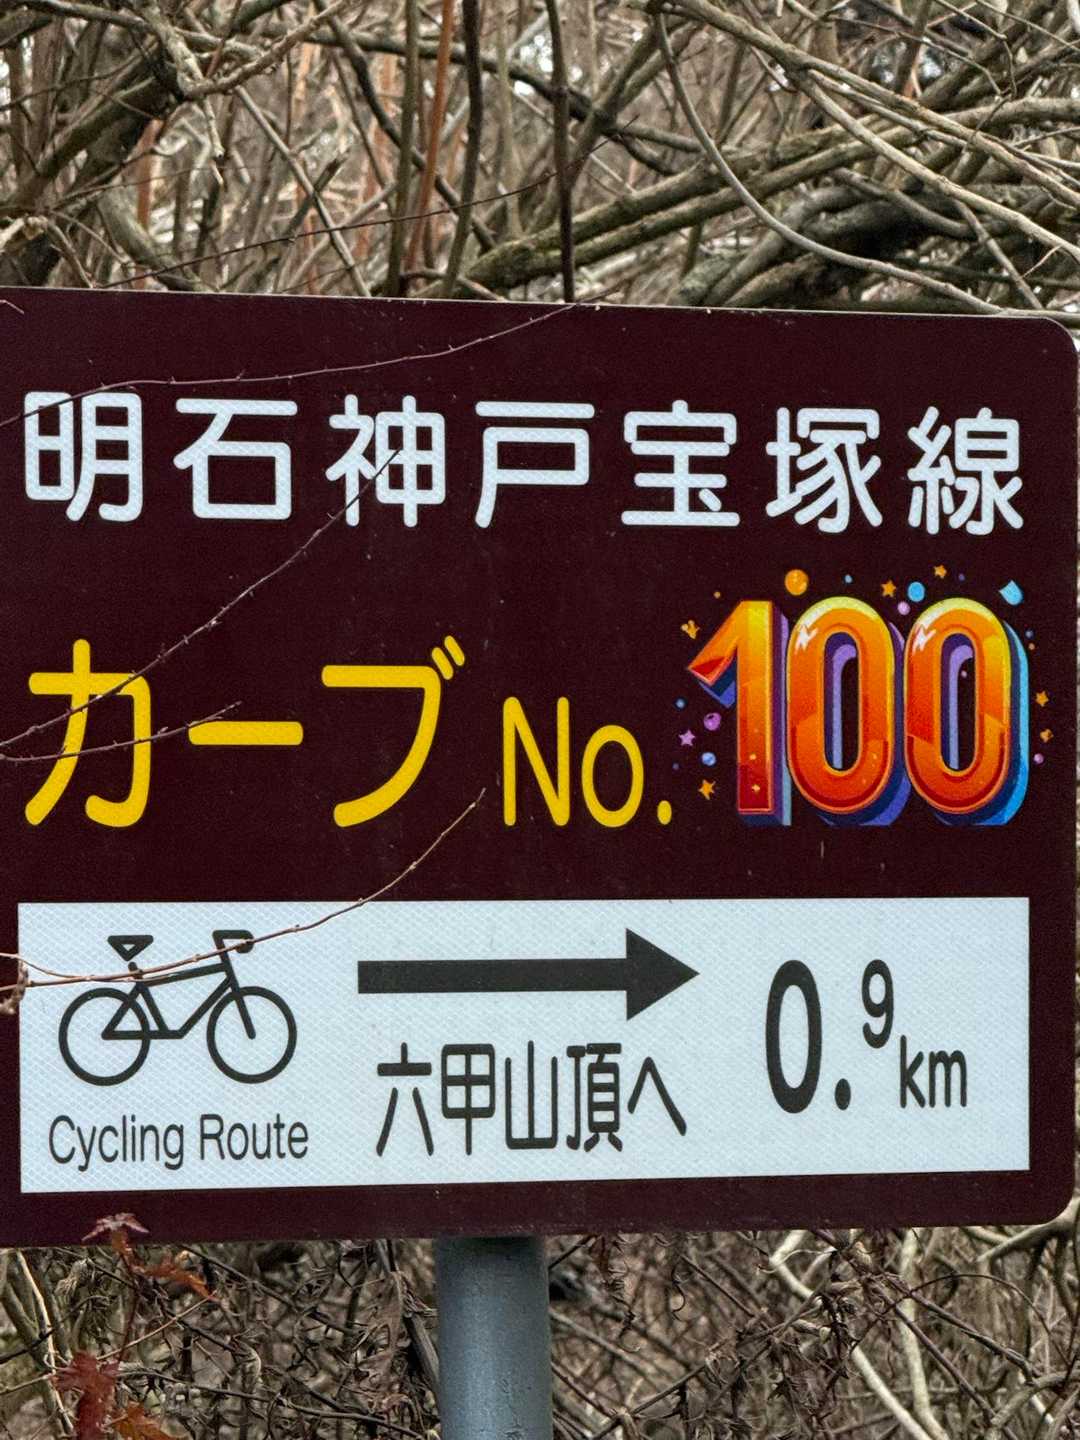 明石神戸宝塚線
カーブ No. 100
0.9km
六甲山頂へ
Cycling Route